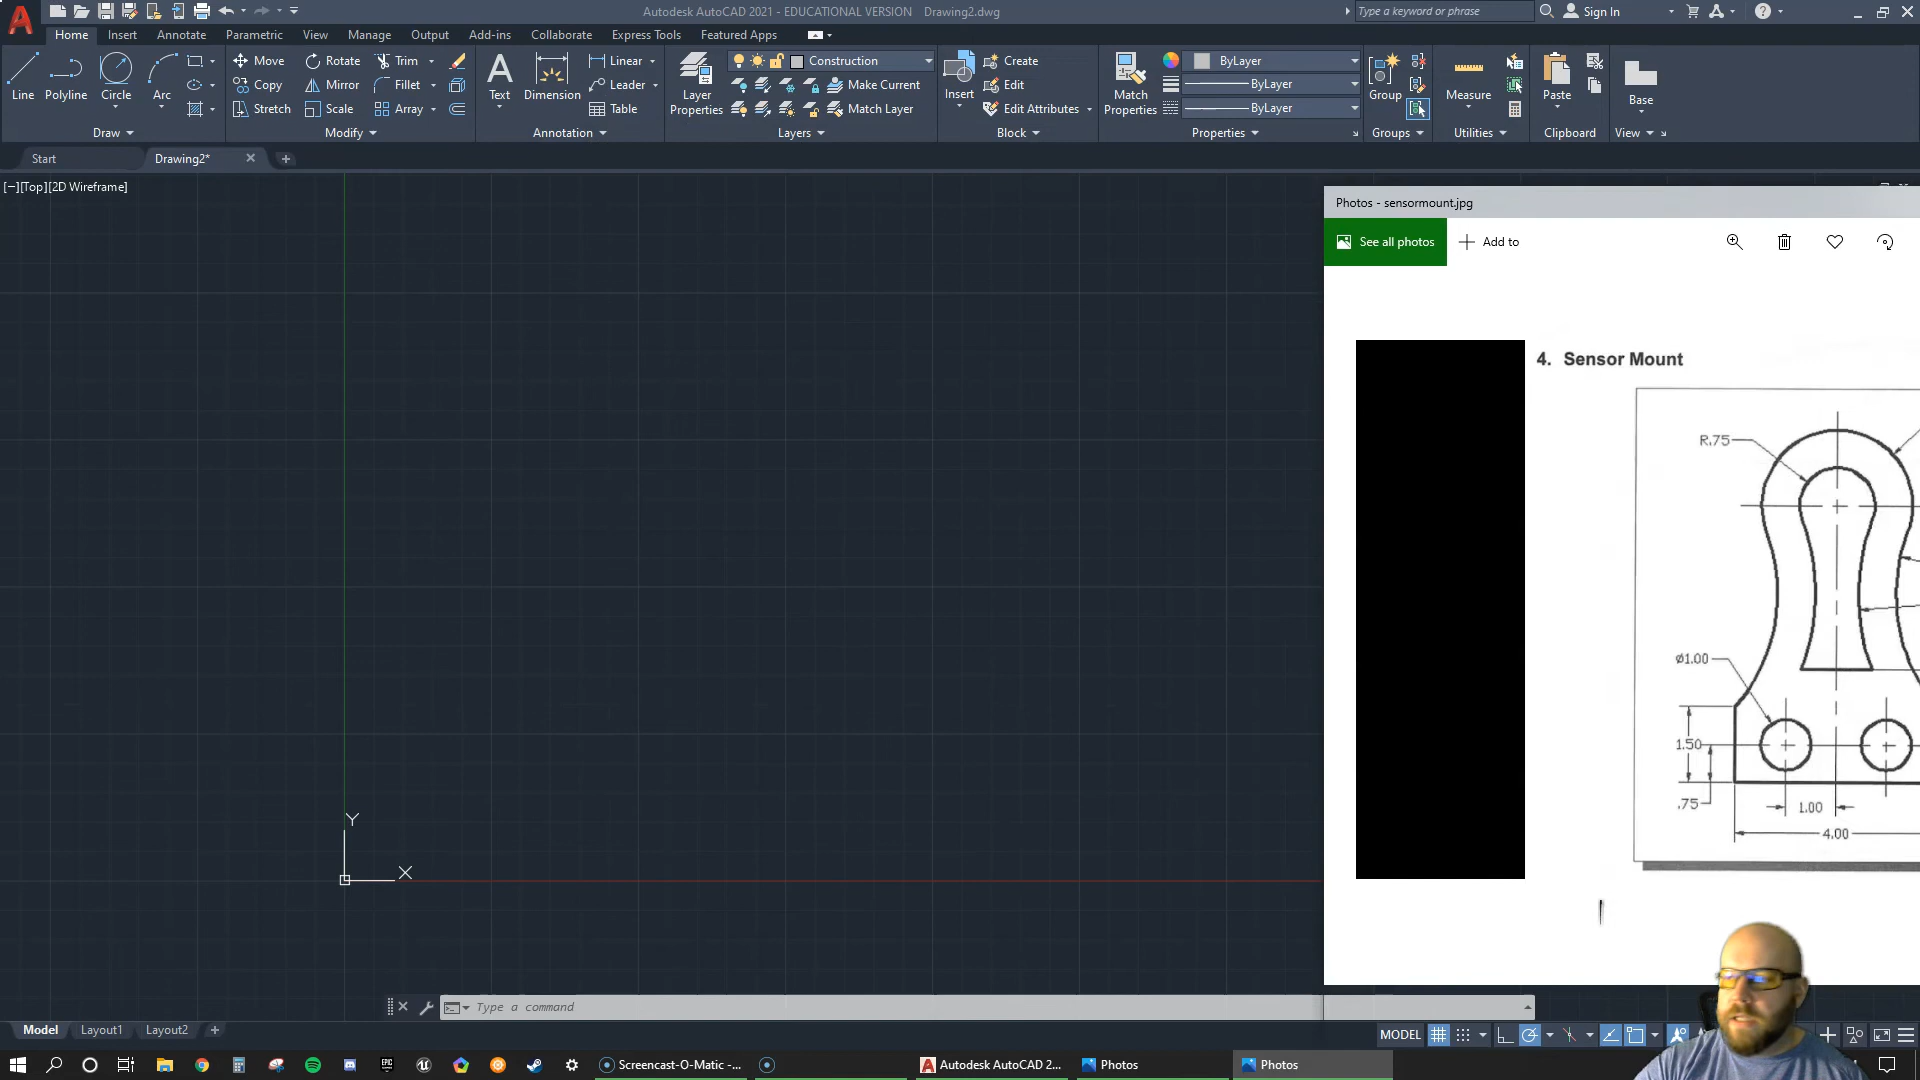 Autodesk AutoCAD 2021 - EDUCATIONAL VERSION    Drawing2.dwg
Type a keyword or phrase
Sign In
Home Insert Annotate Parametric View Manage Output Add-ins Collaborate Express Tools Featured Apps
Line
Polyline
Circle
Arc
Move
Rotate
Trim
Copy
Mirror
Fillet
Stretch
Scale
Array
Text
Dimension
Linear
Leader
Table
Layer Properties
Construction
Make Current
Match Layer
Insert
Create
Edit
Edit Attributes
Match Properties
ByLayer
ByLayer
ByLayer
Group
Measure
Paste
Base
Draw Modify Annotation Layers Block Properties Groups Utilities Clipboard View
Start
Drawing2*
[−][Top][2D Wireframe]
Photos - sensormount.jpg
See all photos
Add to
4. Sensor Mount
R.75
ø1.00
1.50
.75
1.00
4.00
Y
X
Type a command
Model Layout1 Layout2
MODEL
Screencast-O-Matic -...
Autodesk AutoCAD 2...
Photos
Photos